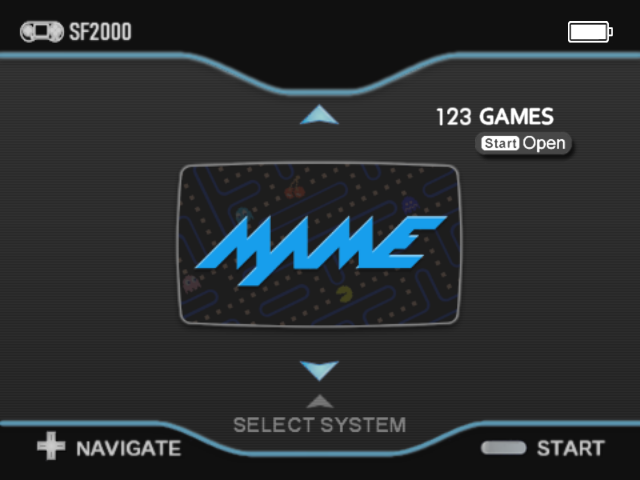 SF2000
123 GAMES
Start Open
MAME
SELECT SYSTEM
NAVIGATE
START